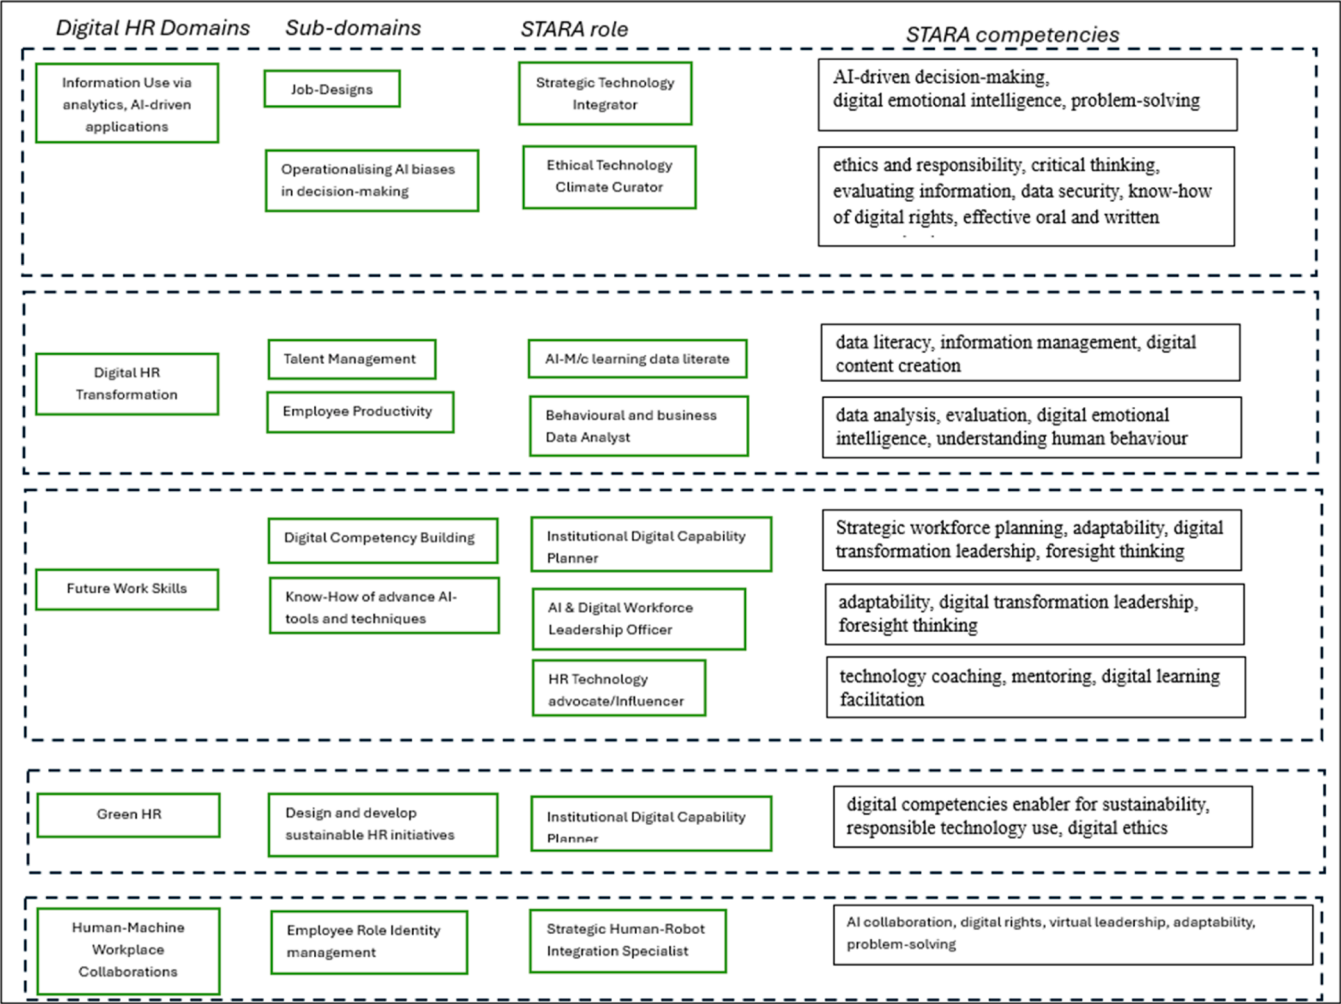 Digital HR Domains
Sub-domains
STARA role
STARA competencies
Information Use via
analytics, AI-driven
applications
Job-Designs
Strategic Technology
Integrator
AI-driven decision-making,
digital emotional intelligence, problem-solving
Operationalising AI biases
in decision-making
Ethical Technology
Climate Curator
ethics and responsibility, critical thinking,
evaluating information, data security, know-how
of digital rights, effective oral and written
Digital HR
Transformation
Talent Management
AI-M/c learning data literate
data literacy, information management, digital
content creation
Employee Productivity
Behavioural and business
Data Analyst
data analysis, evaluation, digital emotional
intelligence, understanding human behaviour
Future Work Skills
Digital Competency Building
Institutional Digital Capability
Planner
Strategic workforce planning, adaptability, digital
transformation leadership, foresight thinking
Know-How of advance AI-
tools and techniques
AI & Digital Workforce
Leadership Officer
adaptability, digital transformation leadership,
foresight thinking
HR Technology
advocate/Influencer
technology coaching, mentoring, digital learning
facilitation
Green HR
Design and develop
sustainable HR initiatives
Institutional Digital Capability
Planner
digital competencies enabler for sustainability,
responsible technology use, digital ethics
Human-Machine
Workplace
Collaborations
Employee Role Identity
management
Strategic Human-Robot
Integration Specialist
AI collaboration, digital rights, virtual leadership, adaptability,
problem-solving